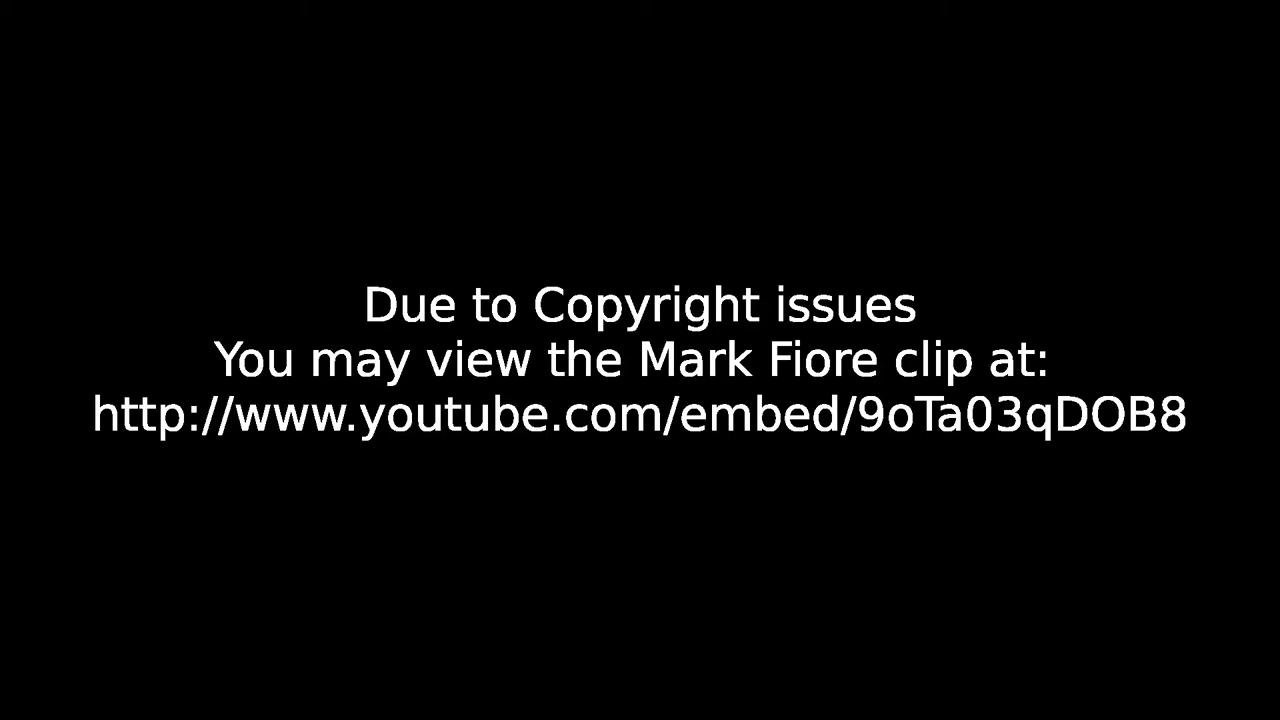 Due to Copyright issues
You may view the Mark Fiore clip at:
http://www.youtube.com/embed/9oTa03qDOB8